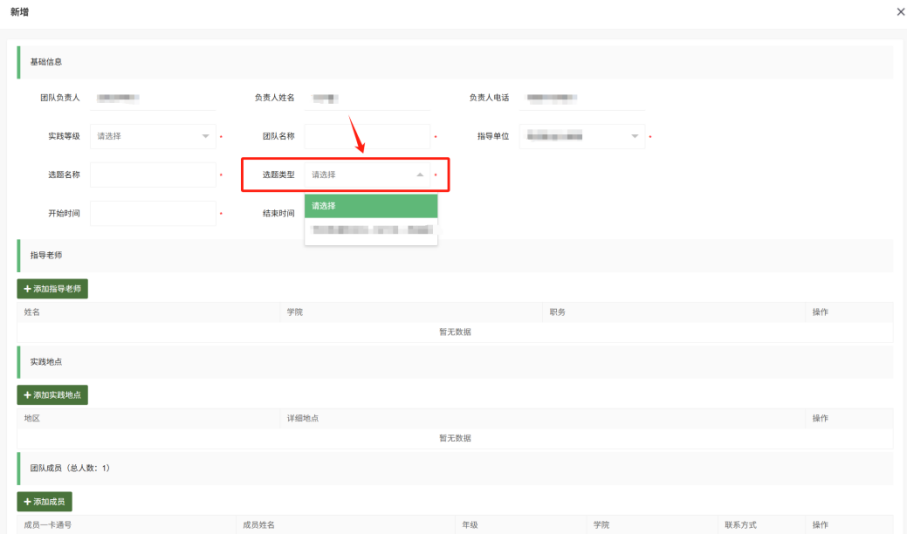 新增
基础信息
团队负责人 负责人姓名 负责人电话
实践等级 请选择 * 团队名称 * 指导单位 *
选题名称 * 选题类型 请选择 *
请选择
开始时间 * 结束时间
指导老师
+ 添加指导老师
姓名 学院 职务 操作
暂无数据
实践地点
+ 添加实践地点
地区 详细地点 操作
暂无数据
团队成员（总人数：1）
+ 添加成员
成员一卡通号 成员姓名 年级 学院 联系方式 操作